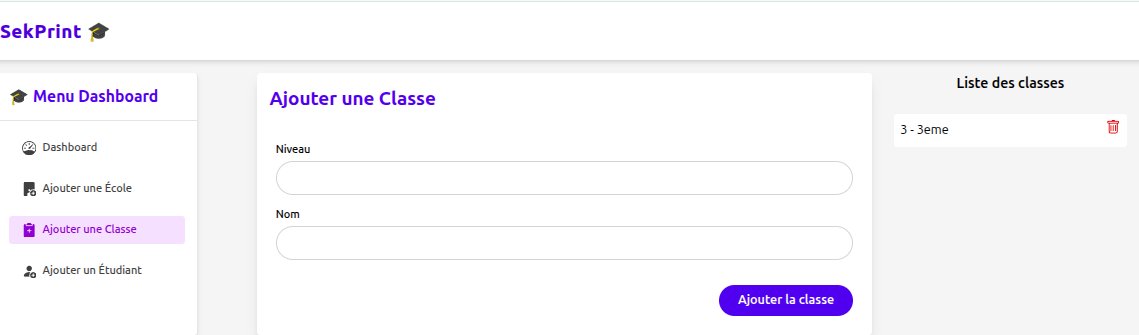 SekPrint 🎓
🎓 Menu Dashboard
Dashboard
Ajouter une École
Ajouter une Classe
Ajouter un Étudiant
Ajouter une Classe
Niveau
Nom
Ajouter la classe
Liste des classes
3 - 3eme